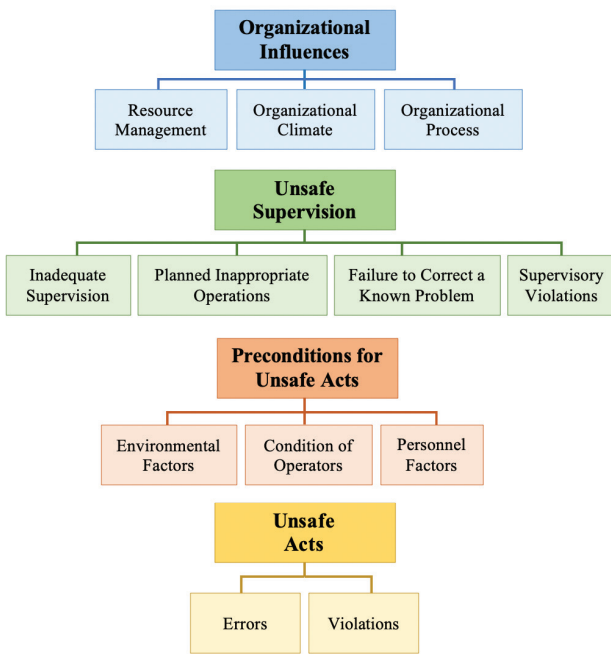 Organizational
Influences
Resource
Management
Organizational
Climate
Organizational
Process
Unsafe
Supervision
Inadequate
Supervision
Planned Inappropriate
Operations
Failure to Correct a
Known Problem
Supervisory
Violations
Preconditions for
Unsafe Acts
Environmental
Factors
Condition of
Operators
Personnel
Factors
Unsafe
Acts
Errors
Violations